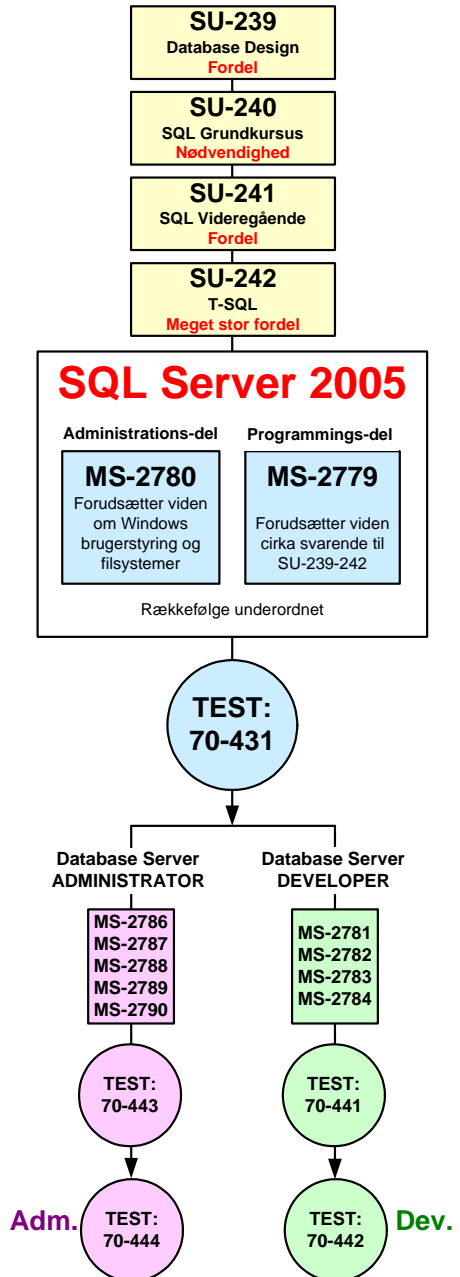 SU-239
Database Design
Fordel
SU-240
SQL Grundkursus
Nødvendighed
SU-241
SQL Videregående
Fordel
SU-242
T-SQL
Meget stor fordel
SQL Server 2005
Administrations-del
MS-2780
Forudsætter viden
om Windows
brugerstyring og
filsystemer
Programmings-del
MS-2779
Forudsætter viden
cirka svarende til
SU-239-242
Rækkefølge underordnet
TEST:
70-431
Database Server
ADMINISTRATOR
MS-2786
MS-2787
MS-2788
MS-2789
MS-2790
TEST:
70-443
Adm.
TEST:
70-444
Database Server
DEVELOPER
MS-2781
MS-2782
MS-2783
MS-2784
TEST:
70-441
TEST:
70-442
Dev.